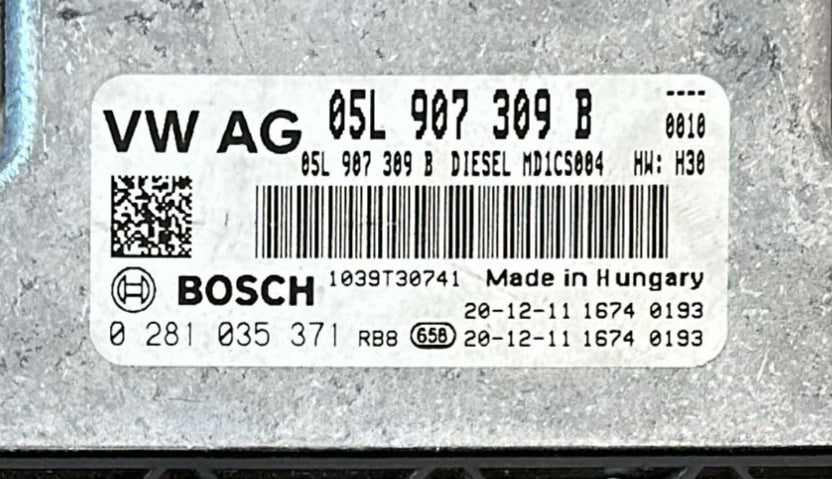 VW AG 05L 907 309 B ----
0010
05L 907 309 B DIESEL MD1CS004 HW: H30
BOSCH 1039T30741 Made in Hungary
20-12-11 1674 0193
0 281 035 371 RB8 658 20-12-11 1674 0193